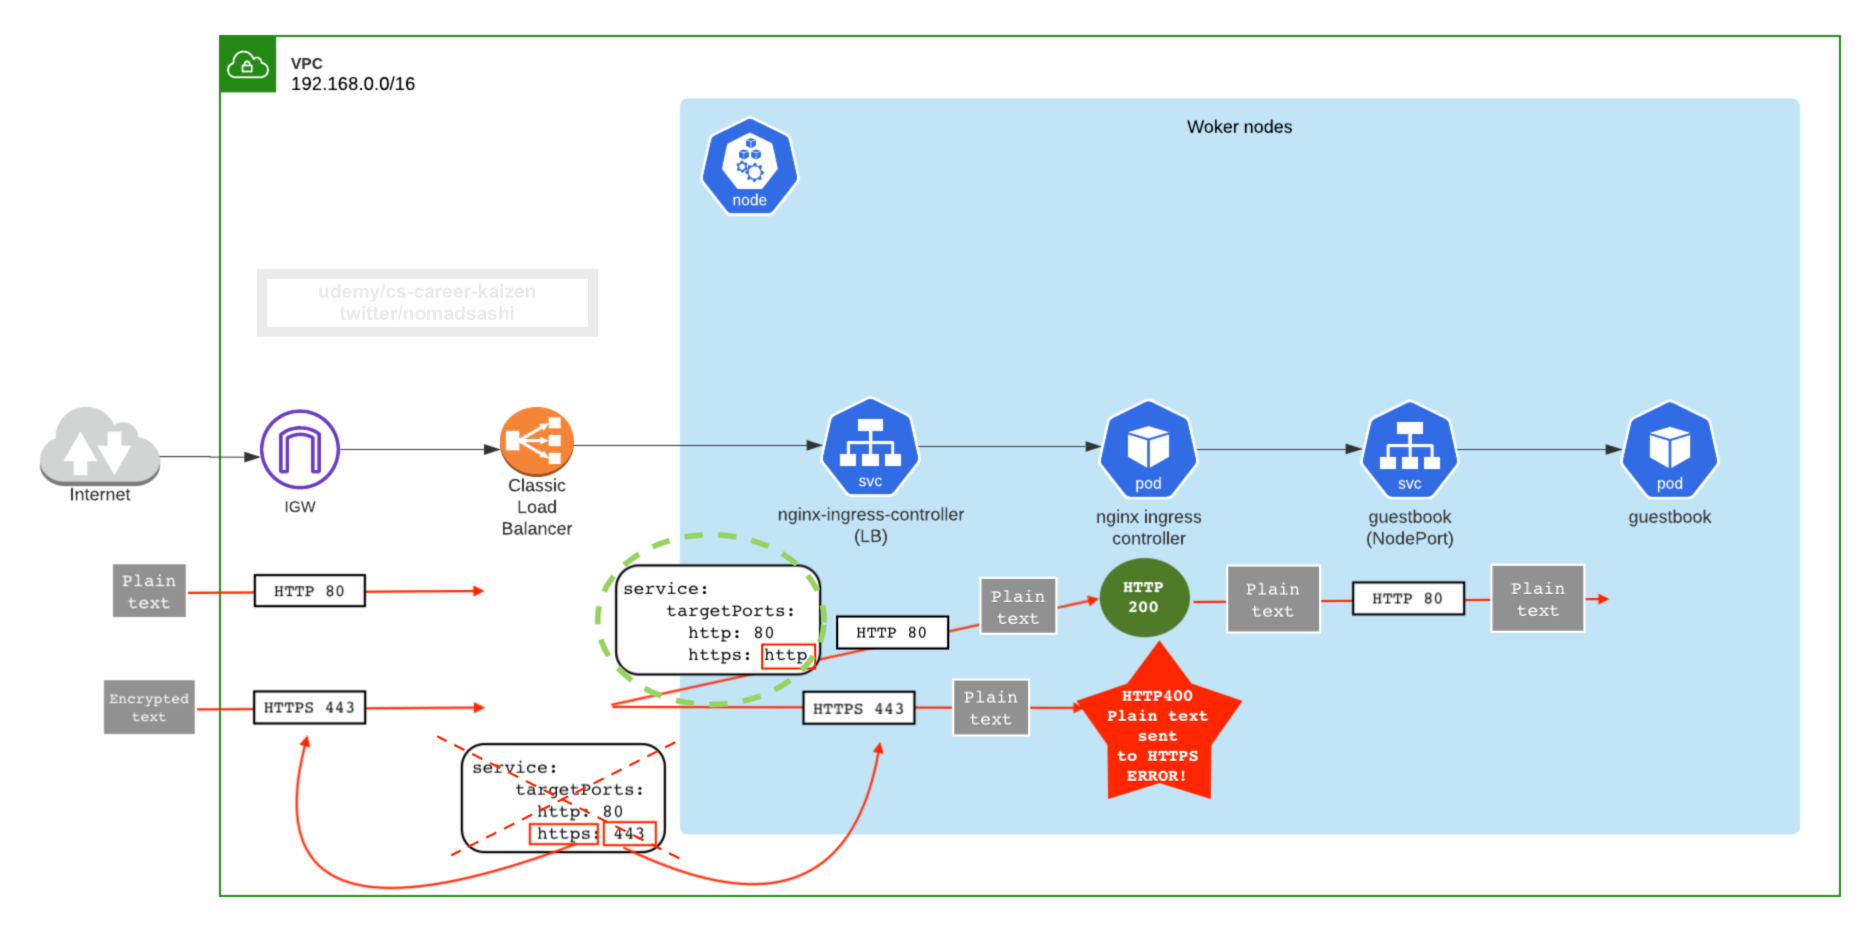 VPC
192.168.0.0/16
Woker nodes
node
udemy/cs-career-kaizen
twitter/nomadsashi
Internet
IGW
Classic
Load
Balancer
svc
nginx-ingress-controller
(LB)
pod
nginx ingress
controller
svc
guestbook
(NodePort)
pod
guestbook
Plain
text
HTTP 80
service:
targetPorts:
http: 80
https: http
HTTP 80
Plain
text
HTTP
200
Plain
text
HTTP 80
Plain
text
Encrypted
text
HTTPS 443
HTTPS 443
Plain
text
HTTP400
Plain text
sent
to HTTPS
ERROR!
service:
targetPorts:
http: 80
https: 443